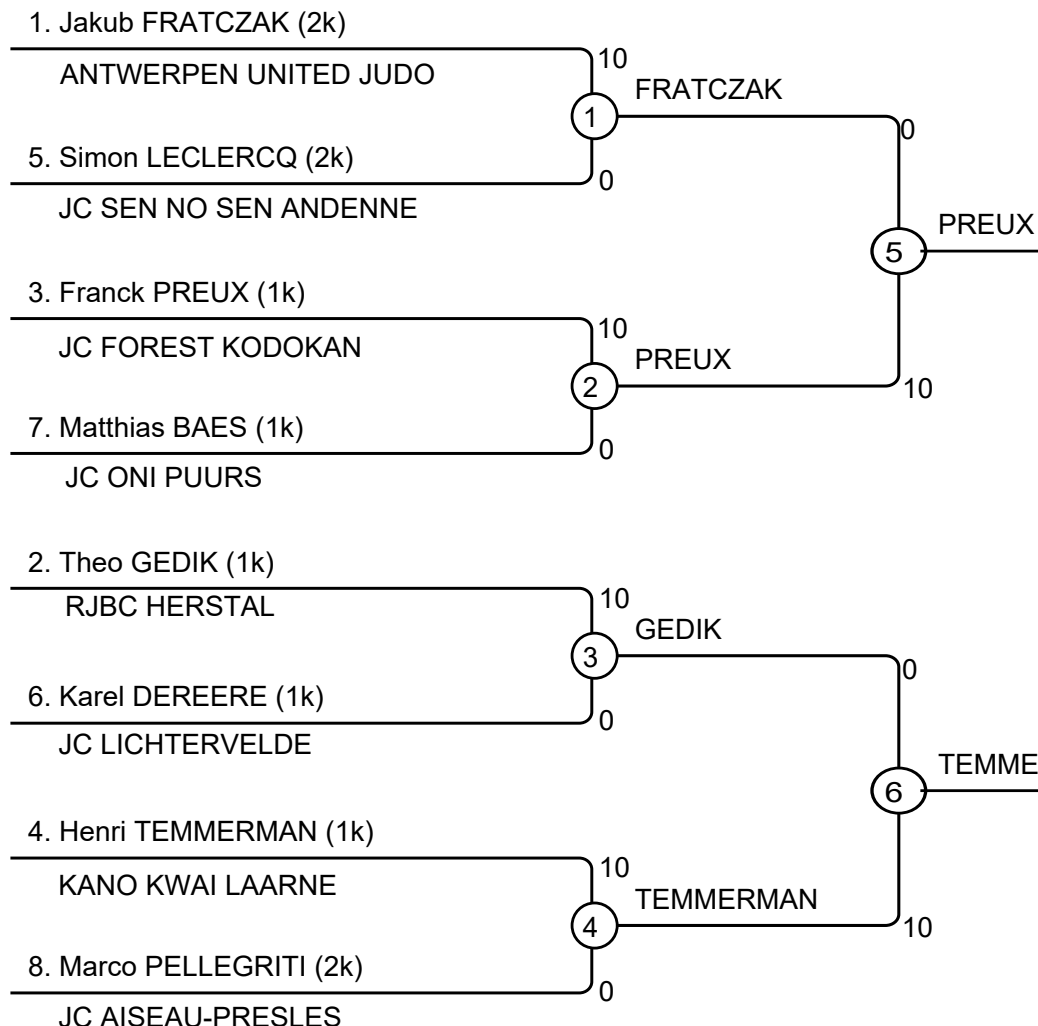 1. Jakub FRATCZAK (2k)
10
ANTWERPEN UNITED JUDO
FRATCZAK
1
0
5. Simon LECLERCQ (2k)
0
JC SEN NO SEN ANDENNE
PREUX
5
3. Franck PREUX (1k)
10
JC FOREST KODOKAN
PREUX
2
10
7. Matthias BAES (1k)
0
JC ONI PUURS
2. Theo GEDIK (1k)
10
RJBC HERSTAL
GEDIK
3
0
6. Karel DEREERE (1k)
0
JC LICHTERVELDE
TEMME
6
4. Henri TEMMERMAN (1k)
10
KANO KWAI LAARNE
TEMMERMAN
4
10
8. Marco PELLEGRITI (2k)
0
JC AISEAU-PRESLES